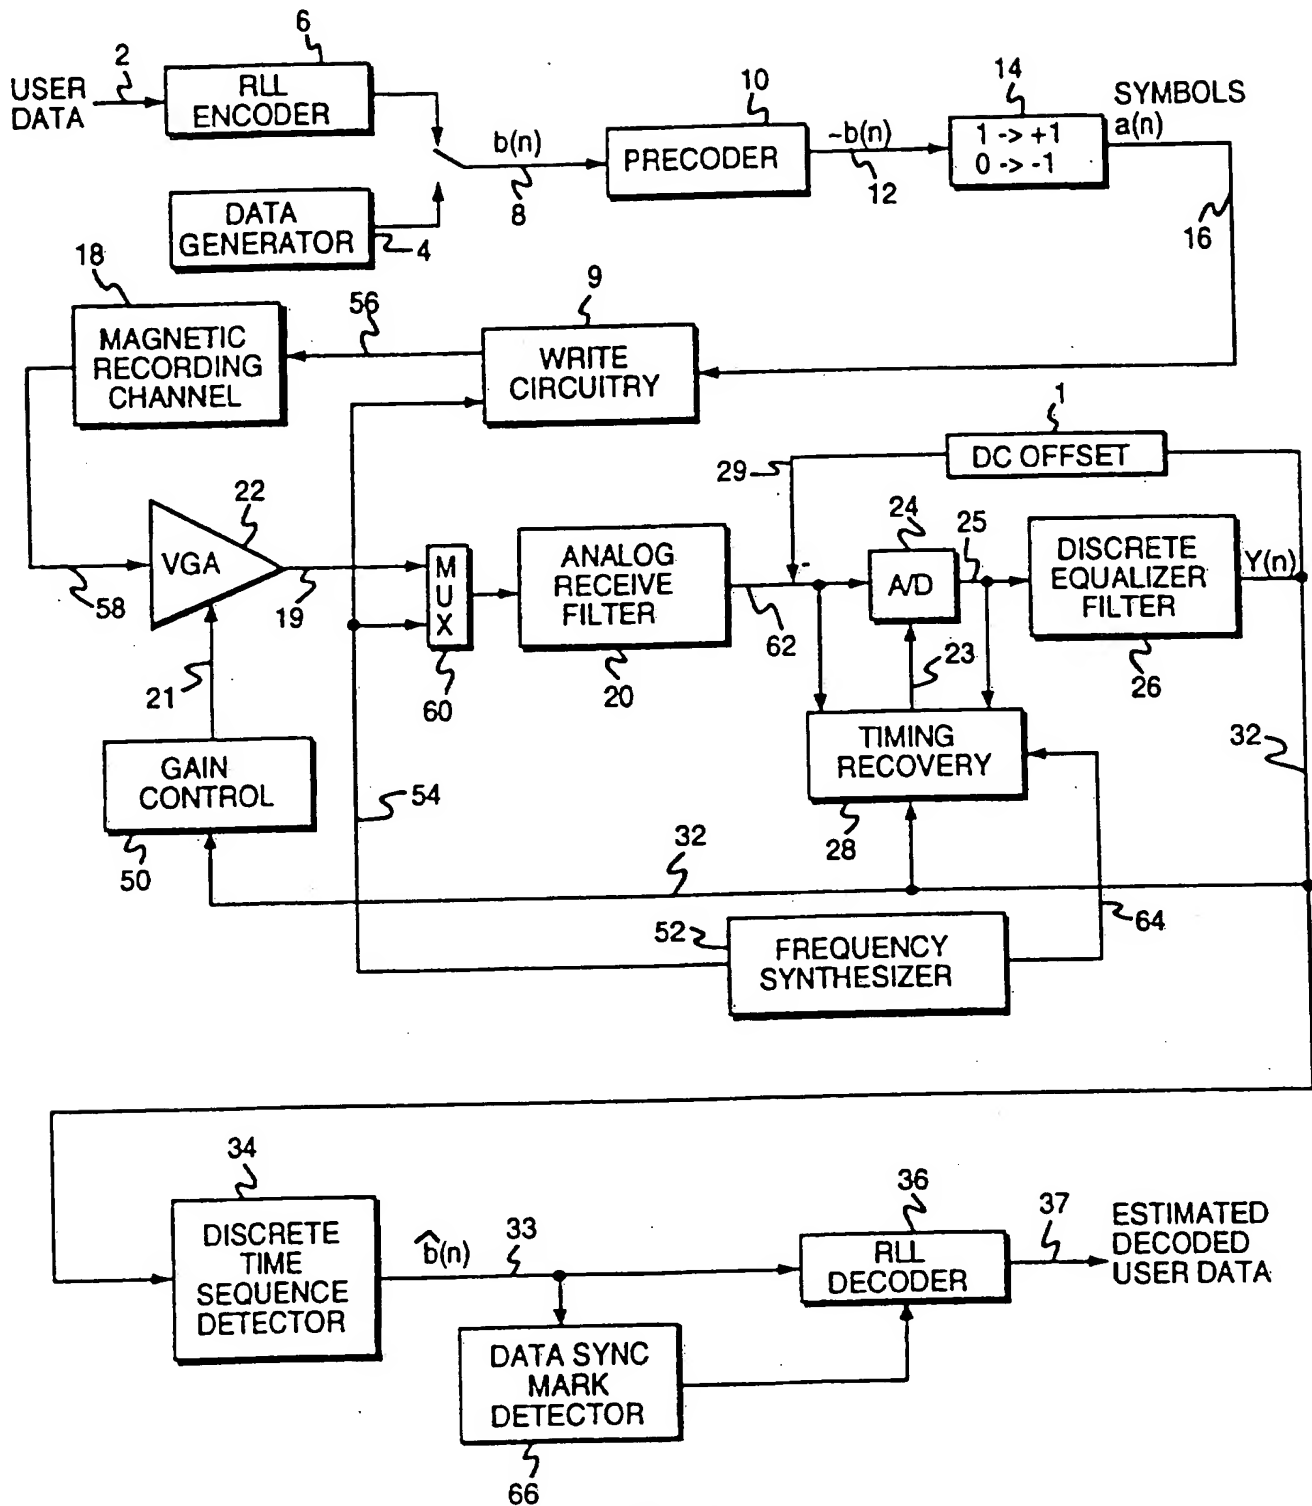 USER
DATA
2
6
RLL
ENCODER
DATA
GENERATOR
4
b(n)
8
10
PRECODER
~b(n)
12
14
1 -> +1
0 -> -1
SYMBOLS
a(n)
16
18
MAGNETIC
RECORDING
CHANNEL
56
9
WRITE
CIRCUITRY
1
DC OFFSET
29
22
VGA
58
19
21
MUX
60
ANALOG
RECEIVE
FILTER
20
62
-
24
A/D
25
23
DISCRETE
EQUALIZER
FILTER
26
Y(n)
32
GAIN
CONTROL
50
54
TIMING
RECOVERY
28
32
64
52
FREQUENCY
SYNTHESIZER
34
DISCRETE
TIME
SEQUENCE
DETECTOR
b̂(n)
33
36
RLL
DECODER
37
ESTIMATED
DECODED
USER DATA
DATA SYNC
MARK
DETECTOR
66